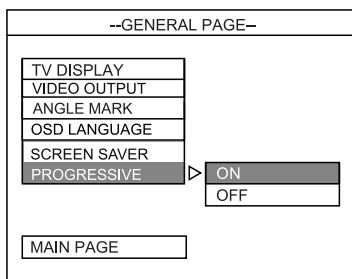 --GENERAL PAGE–
TV DISPLAY
VIDEO OUTPUT
ANGLE MARK
OSD LANGUAGE
SCREEN SAVER
PROGRESSIVE
ON
OFF
MAIN PAGE